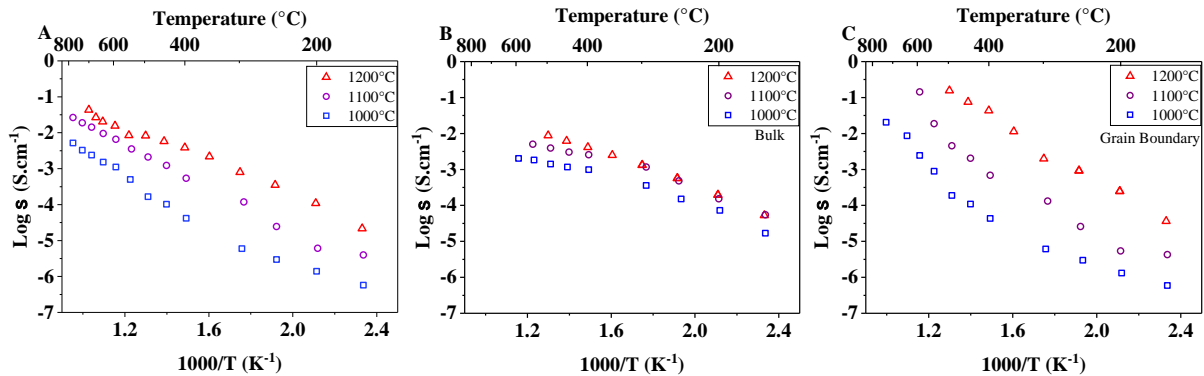 Temperature (°C)
A
800 600 400 200
0
-1
-2
-3
-4
-5
-6
-7
Log s (S.cm-1)
1200°C
1100°C
1000°C
1.2 1.6 2.0 2.4
1000/T (K-1)
Temperature (°C)
B
800 600 400 200
0
-1
-2
-3
-4
-5
-6
-7
Log s (S.cm-1)
1200°C
1100°C
1000°C
Bulk
1.2 1.6 2.0 2.4
1000/T (K-1)
Temperature (°C)
C
800 600 400 200
0
-1
-2
-3
-4
-5
-6
-7
Log s (S.cm-1)
1200°C
1100°C
1000°C
Grain Boundary
1.2 1.6 2.0 2.4
1000/T (K-1)